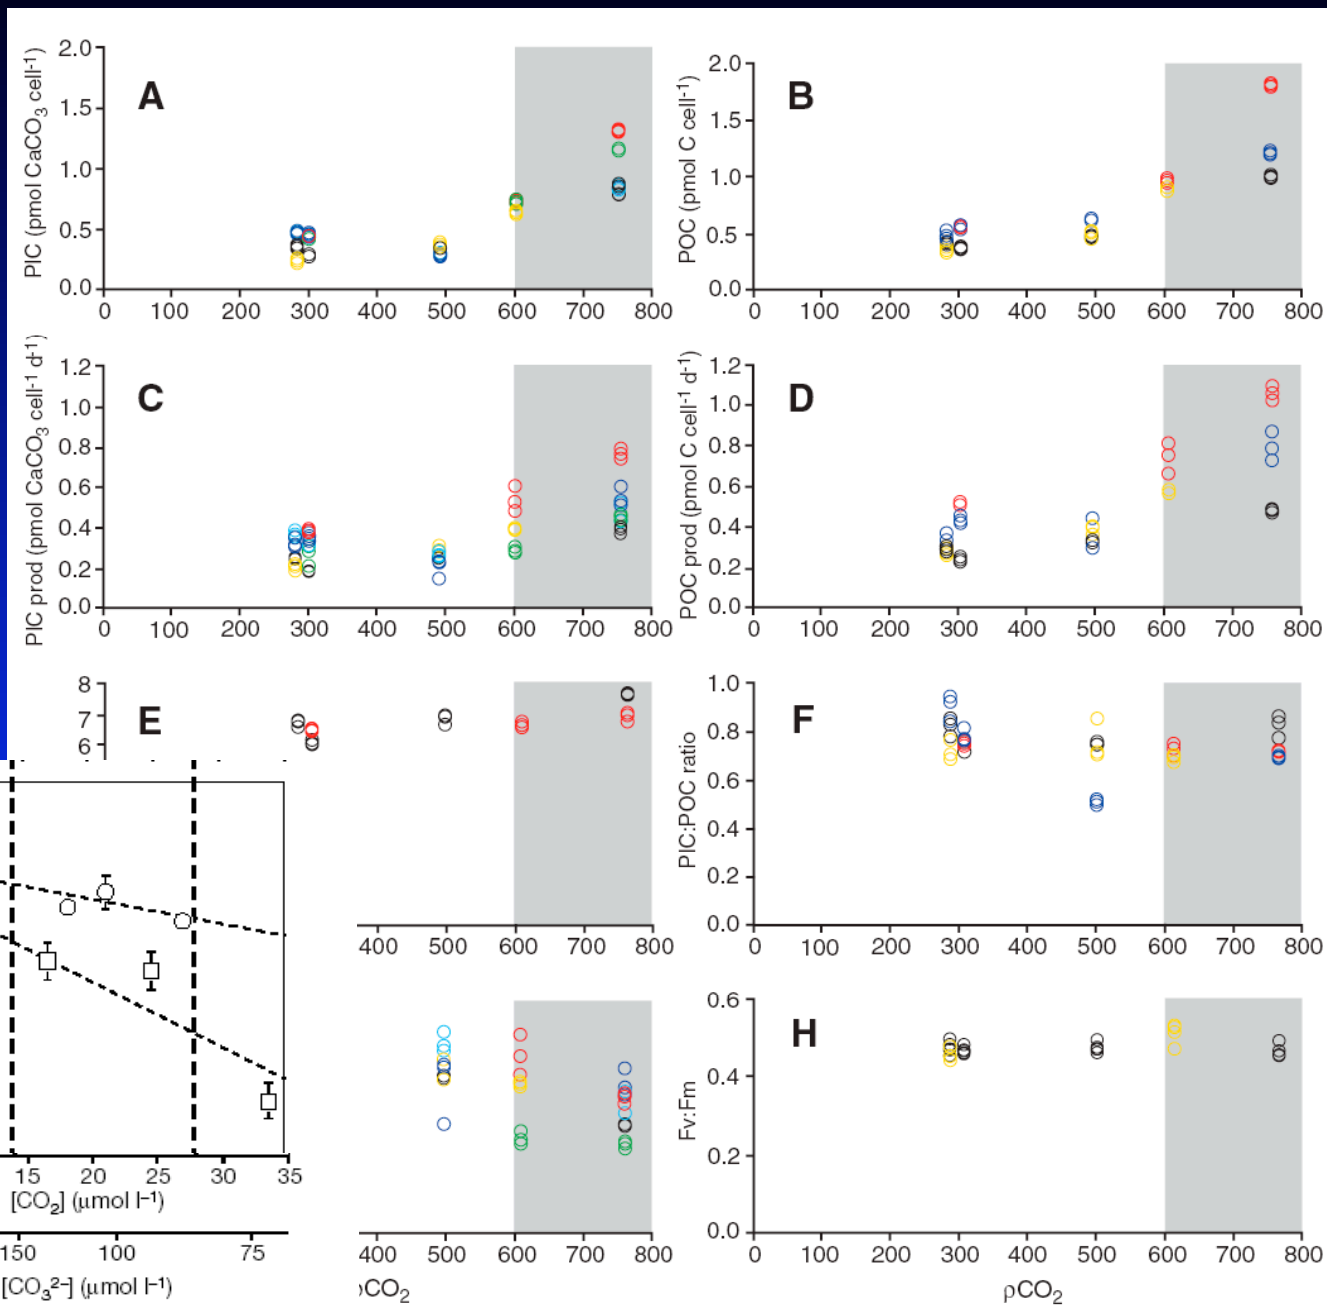 PIC (pmol CaCO3 cell-1)
2.0
1.5
1.0
0.5
0.0
A
0 100 200 300 400 500 600 700 800
POC (pmol C cell-1)
2.0
1.5
1.0
0.5
0.0
B
0 100 200 300 400 500 600 700 800
PIC prod (pmol CaCO3 cell-1 d-1)
1.2
1.0
0.8
0.6
0.4
0.2
0.0
C
0 100 200 300 400 500 600 700 800
POC prod (pmol C cell-1 d-1)
1.2
1.0
0.8
0.6
0.4
0.2
0.0
D
0 100 200 300 400 500 600 700 800
8
7
6
E
400 500 600 700 800
PIC:POC ratio
1.0
0.8
0.6
0.4
0.2
0.0
F
0 100 200 300 400 500 600 700 800
15 20 25 30 35
[CO2] (μmol l–1)
150 100 75
[CO32–] (μmol l–1)
400 500 600 700 800
CO2
Fv:Fm
0.6
0.4
0.2
0.0
H
0 100 200 300 400 500 600 700 800
ρCO2